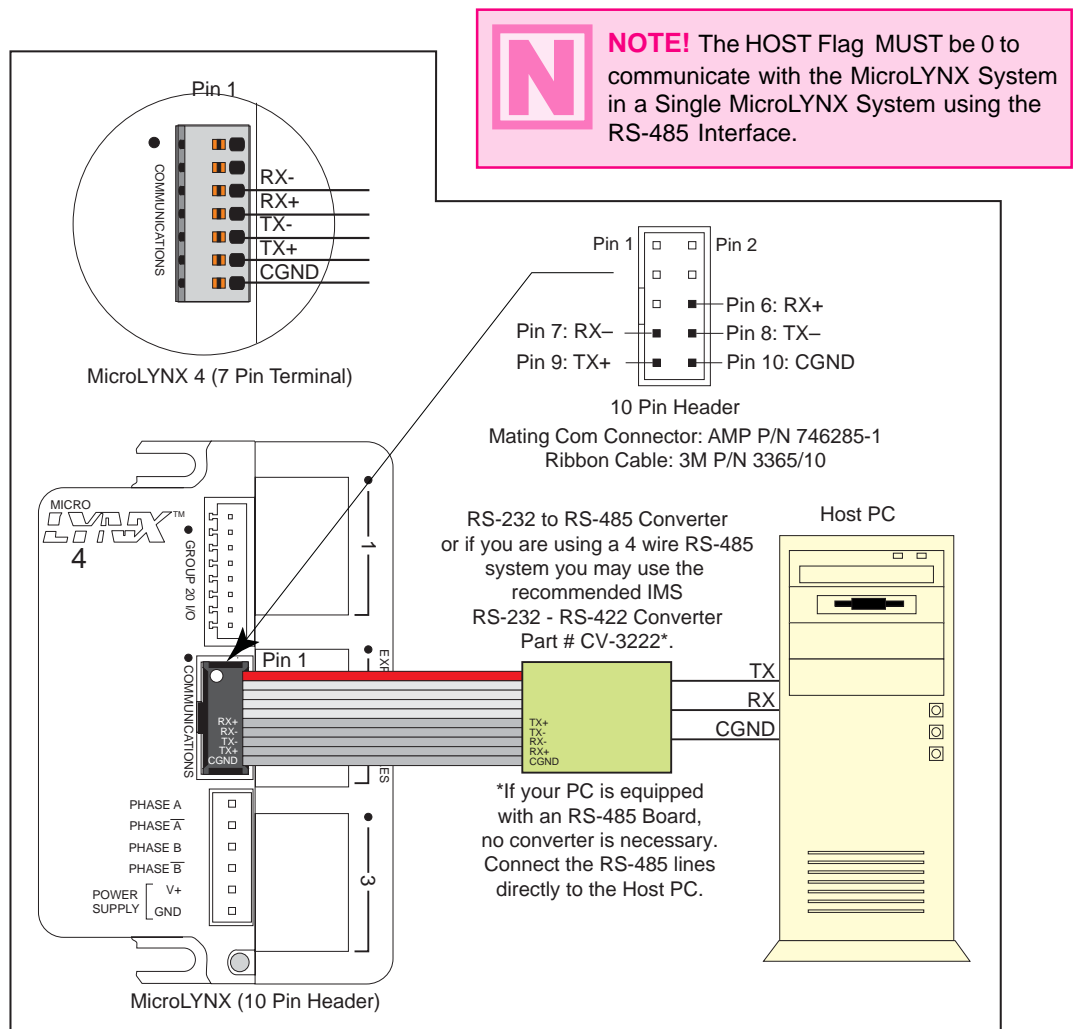 NOTE! The HOST Flag MUST be 0 to
communicate with the MicroLYNX System
in a Single MicroLYNX System using the
RS-485 Interface.
N
Pin 1
COMMUNICATIONS
RX-
RX+
TX-
TX+
CGND
MicroLYNX 4 (7 Pin Terminal)
Pin 1
Pin 2
Pin 6: RX+
Pin 7: RX–
Pin 8: TX–
Pin 9: TX+
Pin 10: CGND
10 Pin Header
Mating Com Connector: AMP P/N 746285-1
Ribbon Cable: 3M P/N 3365/10
MICRO
LYNX™
4
GROUP 20 I/O
1
RS-232 to RS-485 Converter
or if you are using a 4 wire RS-485
system you may use the
recommended IMS
RS-232 - RS-422 Converter
Part # CV-3222*.
Host PC
COMMUNICATIONS
Pin 1
RX+
RX-
TX-
TX+
CGND
TX+
TX-
RX-
RX+
CGND
TX
RX
CGND
*If your PC is equipped
with an RS-485 Board,
no converter is necessary.
Connect the RS-485 lines
directly to the Host PC.
PHASE A
PHASE A̅
PHASE B
PHASE B̅
POWER
SUPPLY
V+
GND
3
MicroLYNX (10 Pin Header)